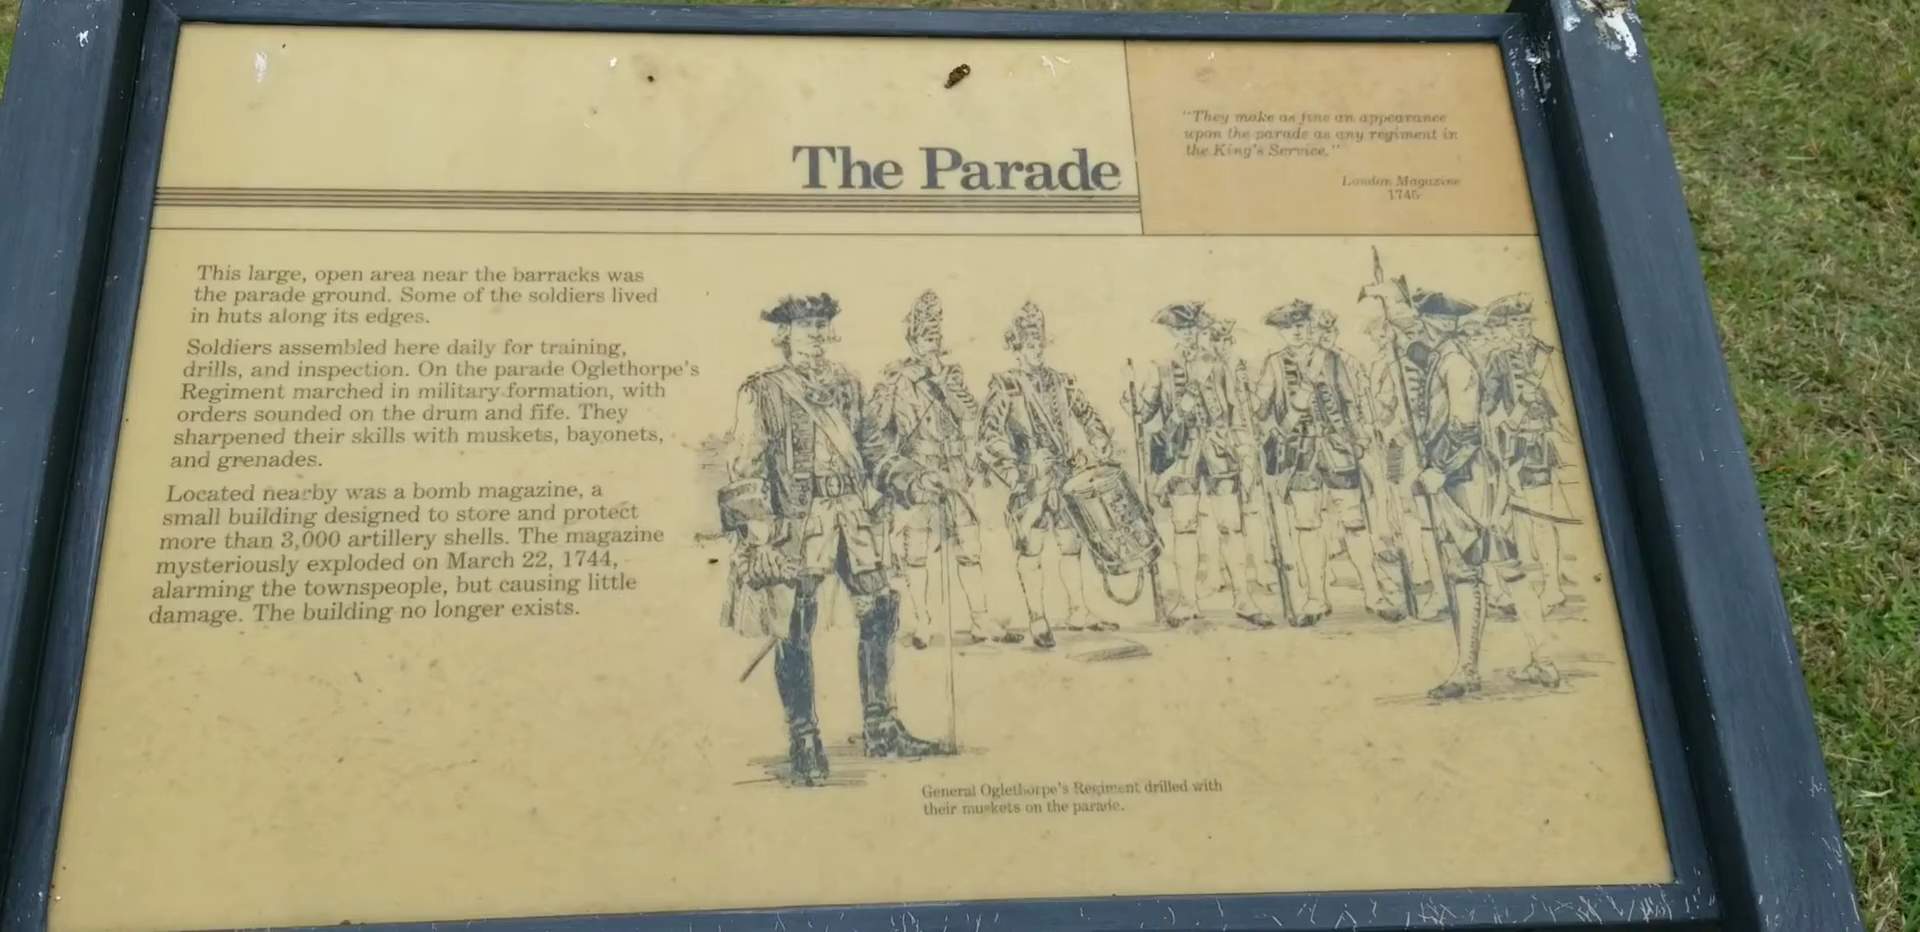 The Parade
"They make as fine an appearance
upon the parade as any regiment in
the King's Service."
London Magazine
1745
This large, open area near the barracks was
the parade ground. Some of the soldiers lived
in huts along its edges.
Soldiers assembled here daily for training,
drills, and inspection. On the parade Oglethorpe's
Regiment marched in military formation, with
orders sounded on the drum and fife. They
sharpened their skills with muskets, bayonets,
and grenades.
Located nearby was a bomb magazine, a
small building designed to store and protect
more than 3,000 artillery shells. The magazine
mysteriously exploded on March 22, 1744,
alarming the townspeople, but causing little
damage. The building no longer exists.
General Oglethorpe's Regiment drilled with
their muskets on the parade.